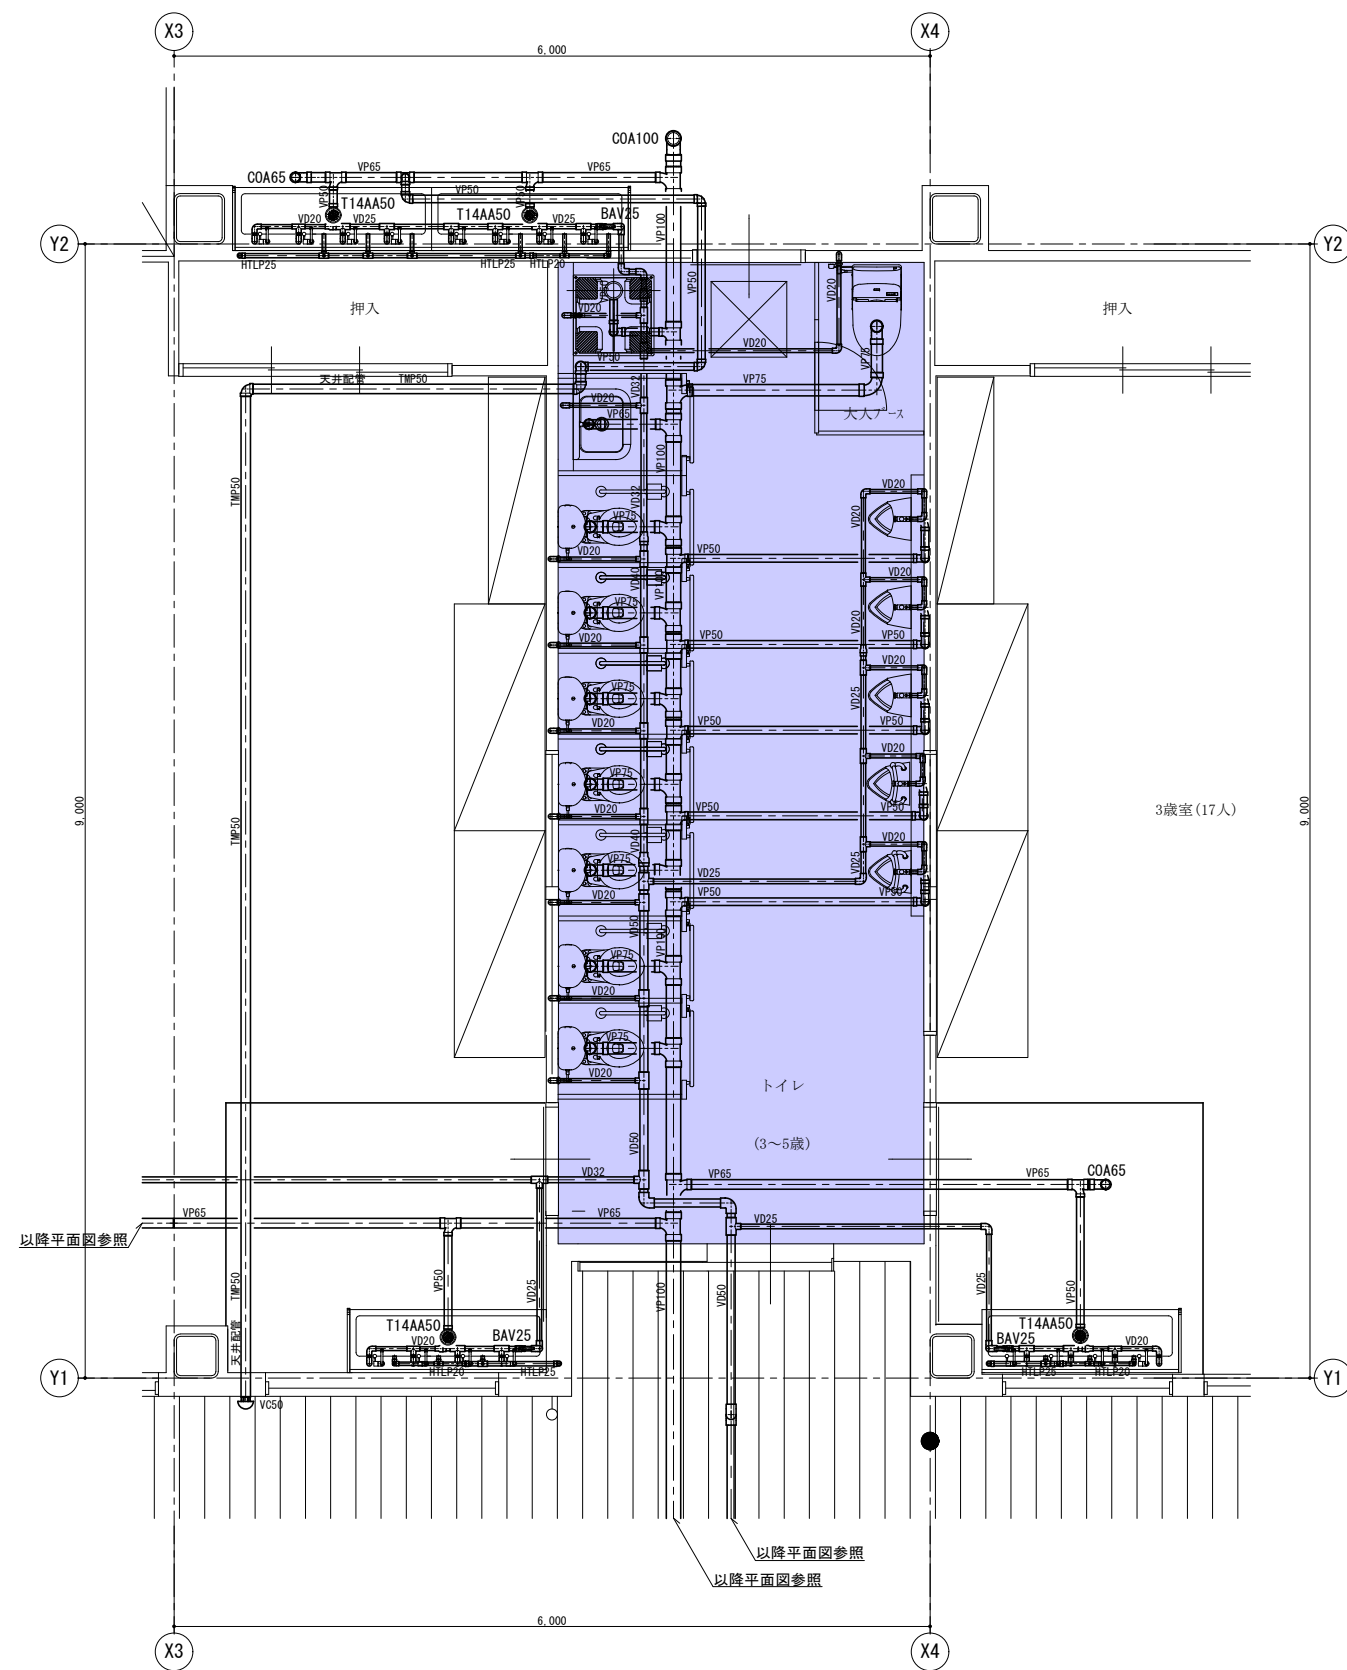 X3
X4
6,000
COA100
COA65
VP65
VP65
VP50
VP50
VP50
T14AA50
T14AA50
BAV25
VD20
VD25
VD25
VP100
Y2
Y2
HTLP25
HTLP25
HTLP20
VP50
VD20
押入
押入
VD20
VD20
VP50
VP75
天井配管
TMP50
VD32
VP75
VD20
大人ブース
VP65
VP100
TMP50
VD32
VD20
VP75
VD20
VD20
VP50
VD40
VP100
VD20
VP75
VD20
VD20
VP50
VP50
VD20
VP75
VD25
VD20
VP50
VP50
VD20
VP75
9,000
TMP50
VD20
VP50
VP50
3歳室(17人)
9,000
VD40
VD20
VP75
VD25
VD25
VD20
VP50
VP50
VD50
VP100
VP75
VD20
VP75
VD20
トイレ
(3～5歳)
VD50
VD32
VP65
VP65
COA65
VP65
VP65
VD25
以降平面図参照
TMP50
VP50
VD25
VP100
VD50
VD25
VP50
T14AA50
BAV25
VD20
T14AA50
BAV25
VD20
天井配管
HTLP20
HTLP25
HTLP25
HTLP20
Y1
Y1
VC50
以降平面図参照
以降平面図参照
6,000
X3
X4